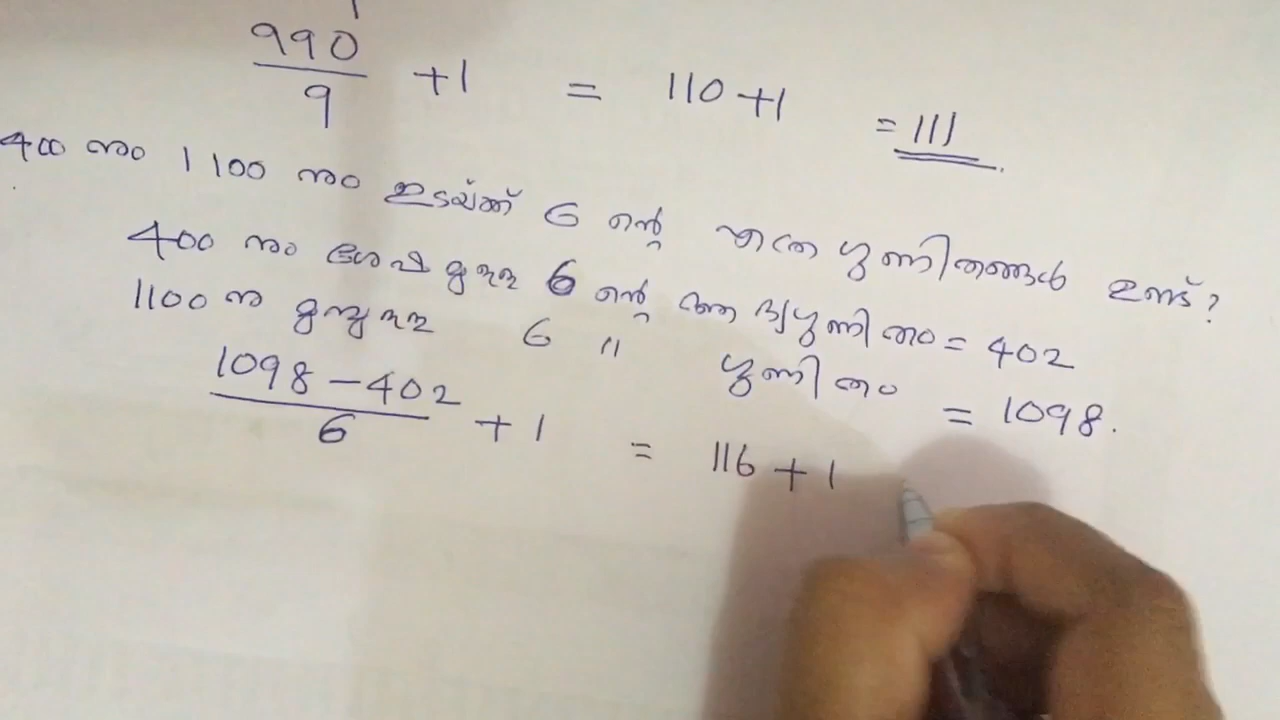 990/9 +1 = 110 +1 = 111
400 നും 1100 നും ഇടയ്ക്ക് 6 ന്റെ എത്ര ഗുണിതങ്ങൾ ഉണ്ട്?
400 നും ശേഷമുള്ള 6 ന്റെ ആദ്യഗുണിതം = 402
1100 ന് മുമ്പുള്ള 6 " ഗുണിതം = 1098.
1098 – 402/6 + 1 = 116 + 1